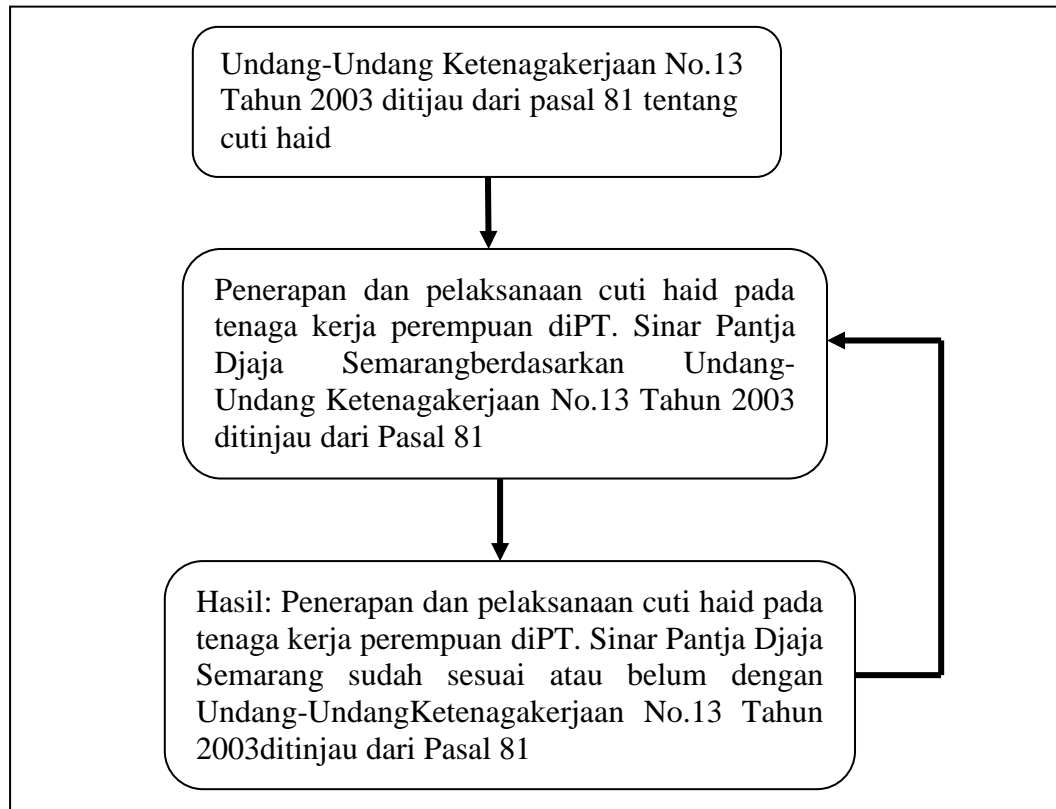 Undang-Undang Ketenagakerjaan No.13
Tahun 2003 ditijau dari pasal 81 tentang
cuti haid
Penerapan dan pelaksanaan cuti haid pada
tenaga kerja perempuan diPT. Sinar Pantja
Djaja Semarangberdasarkan Undang-
Undang Ketenagakerjaan No.13 Tahun 2003
ditinjau dari Pasal 81
Hasil: Penerapan dan pelaksanaan cuti haid pada
tenaga kerja perempuan diPT. Sinar Pantja Djaja
Semarang sudah sesuai atau belum dengan
Undang-UndangKetenagakerjaan No.13 Tahun
2003ditinjau dari Pasal 81